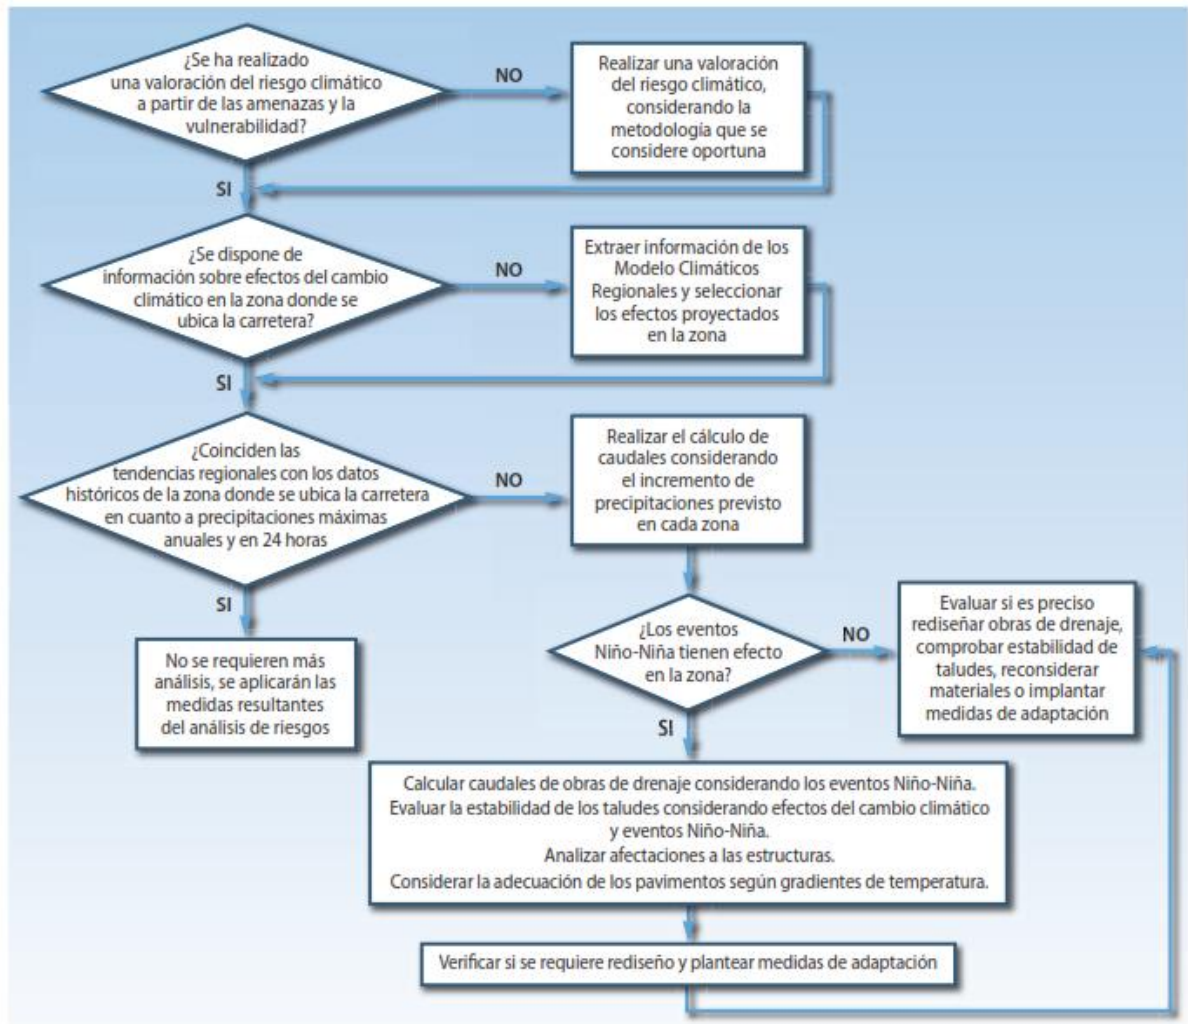 ¿Se ha realizado
una valoración del riesgo climático
a partir de las amenazas y la
vulnerabilidad?
NO
Realizar una valoración
del riesgo climático,
considerando la
metodología que se
considere oportuna
SI
¿Se dispone de
información sobre efectos del cambio
climático en la zona donde se
ubica la carretera?
NO
Extraer información de los
Modelo Climáticos
Regionales y seleccionar
los efectos proyectados
en la zona
SI
¿Coinciden las
tendencias regionales con los datos
históricos de la zona donde se ubica la carretera
en cuanto a precipitaciones máximas
anuales y en 24 horas
NO
Realizar el cálculo de
caudales considerando
el incremento de
precipitaciones previsto
en cada zona
SI
No se requieren más
análisis, se aplicarán las
medidas resultantes
del análisis de riesgos
¿Los eventos
Niño-Niña tienen efecto
en la zona?
NO
Evaluar si es preciso
rediseñar obras de drenaje,
comprobar estabilidad de
taludes, reconsiderar
materiales o implantar
medidas de adaptación
SI
Calcular caudales de obras de drenaje considerando los eventos Niño-Niña.
Evaluar la estabilidad de los taludes considerando efectos del cambio climático
y eventos Niño-Niña.
Analizar afectaciones a las estructuras.
Considerar la adecuación de los pavimentos según gradientes de temperatura.
Verificar si se requiere rediseño y plantear medidas de adaptación